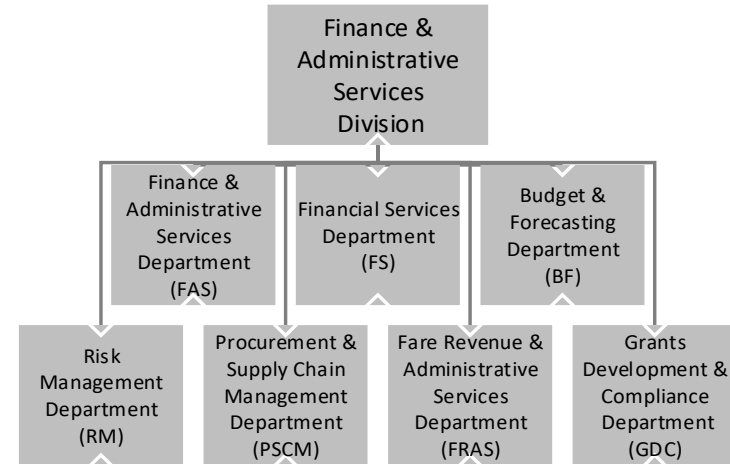 Finance &
Administrative
Services
Division
Finance &
Administrative
Services
Department
(FAS)
Financial Services
Department
(FS)
Budget &
Forecasting
Department
(BF)
Risk
Management
Department
(RM)
Procurement &
Supply Chain
Management
Department
(PSCM)
Fare Revenue &
Administrative
Services
Department
(FRAS)
Grants
Development &
Compliance
Department
(GDC)